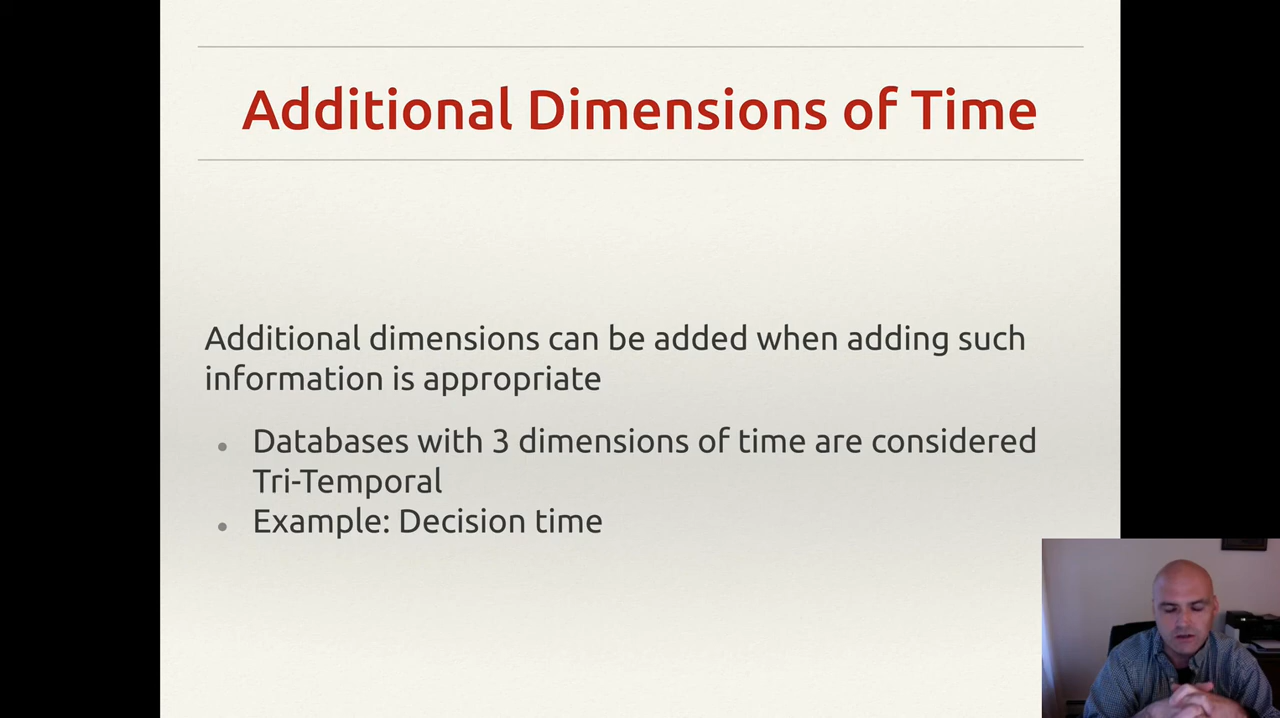 Additional Dimensions of Time
Additional dimensions can be added when adding such
information is appropriate
Databases with 3 dimensions of time are considered
Tri-Temporal
Example: Decision time